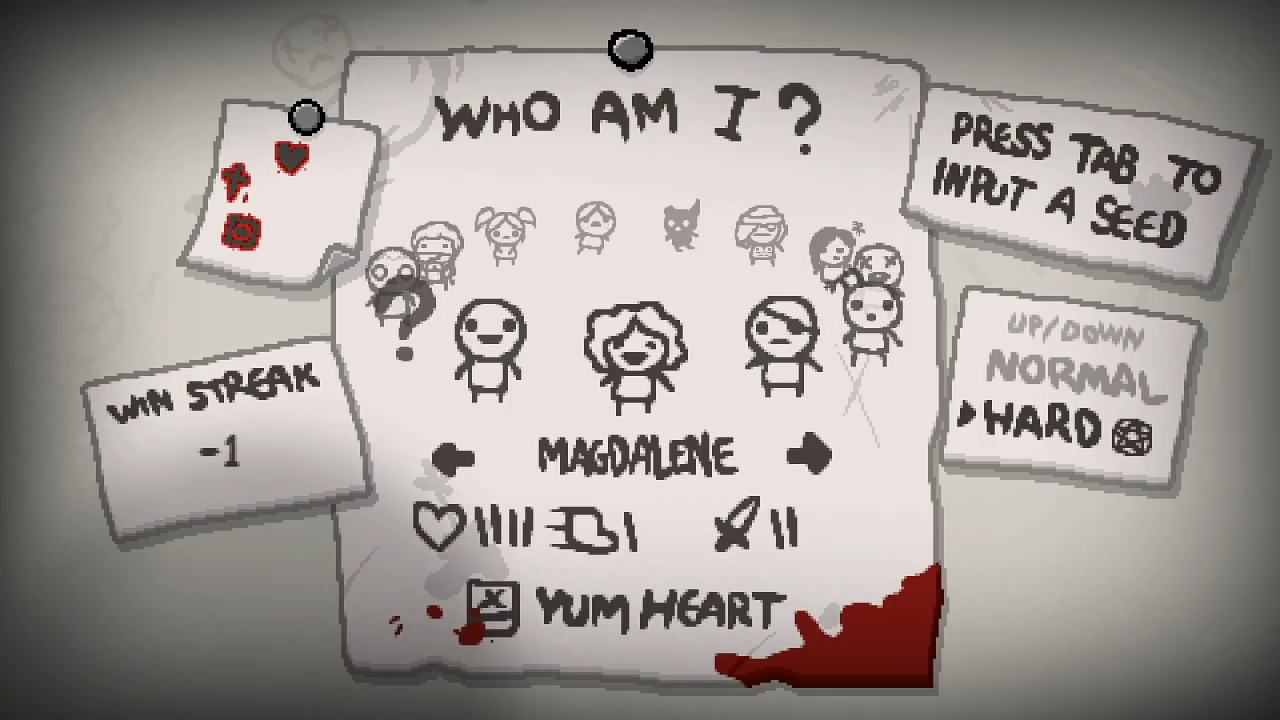 WHO AM I?
PRESS TAB TO
INPUT A SEED
UP/DOWN
NORMAL
HARD
WIN STREAK
-1
MAGDALENE
YUM HEART